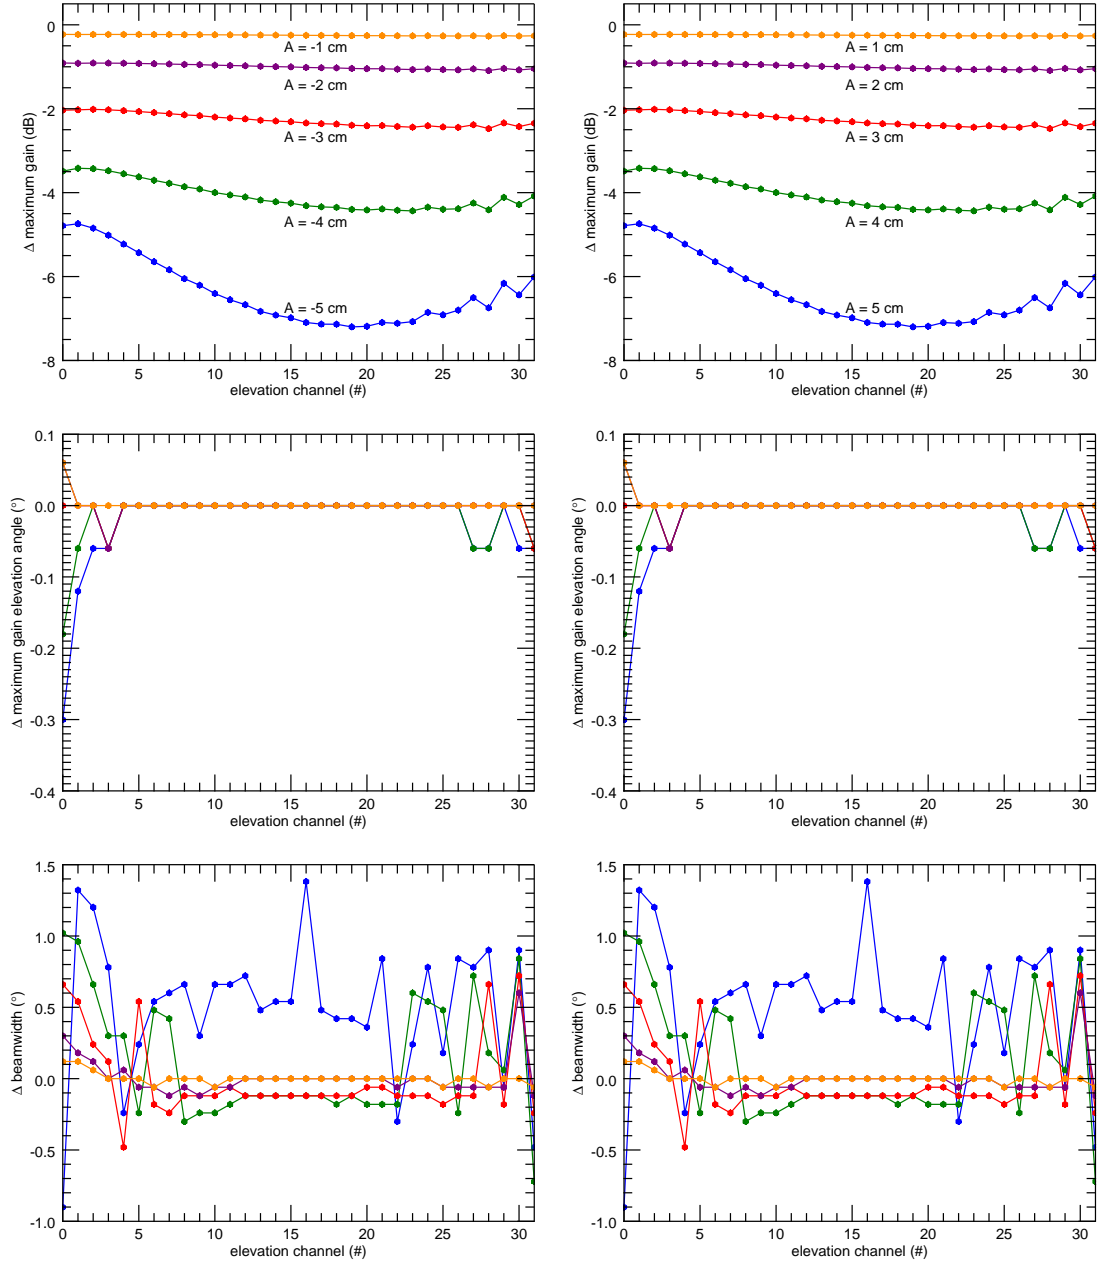 0
-2
-4
-6
-8
Δ maximum gain (dB)
A = -1 cm
A = -2 cm
A = -3 cm
A = -4 cm
A = -5 cm
0 5 10 15 20 25 30
elevation channel (#)
0
-2
-4
-6
-8
Δ maximum gain (dB)
A = 1 cm
A = 2 cm
A = 3 cm
A = 4 cm
A = 5 cm
0 5 10 15 20 25 30
elevation channel (#)
0.1
0.0
-0.1
-0.2
-0.3
-0.4
Δ maximum gain elevation angle (°)
0 5 10 15 20 25 30
elevation channel (#)
0.1
0.0
-0.1
-0.2
-0.3
-0.4
Δ maximum gain elevation angle (°)
0 5 10 15 20 25 30
elevation channel (#)
1.5
1.0
0.5
0.0
-0.5
-1.0
Δ beamwidth (°)
0 5 10 15 20 25 30
elevation channel (#)
1.5
1.0
0.5
0.0
-0.5
-1.0
Δ beamwidth (°)
0 5 10 15 20 25 30
elevation channel (#)